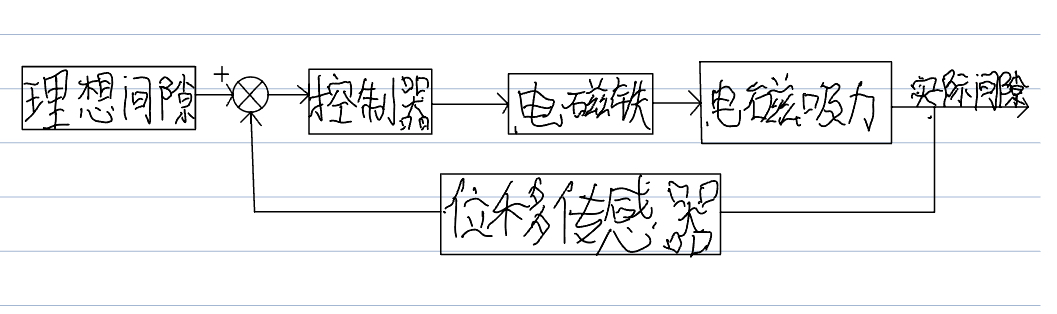 理想间隙
+
控制器
电磁铁
电磁吸力
实际间隙
位移传感器